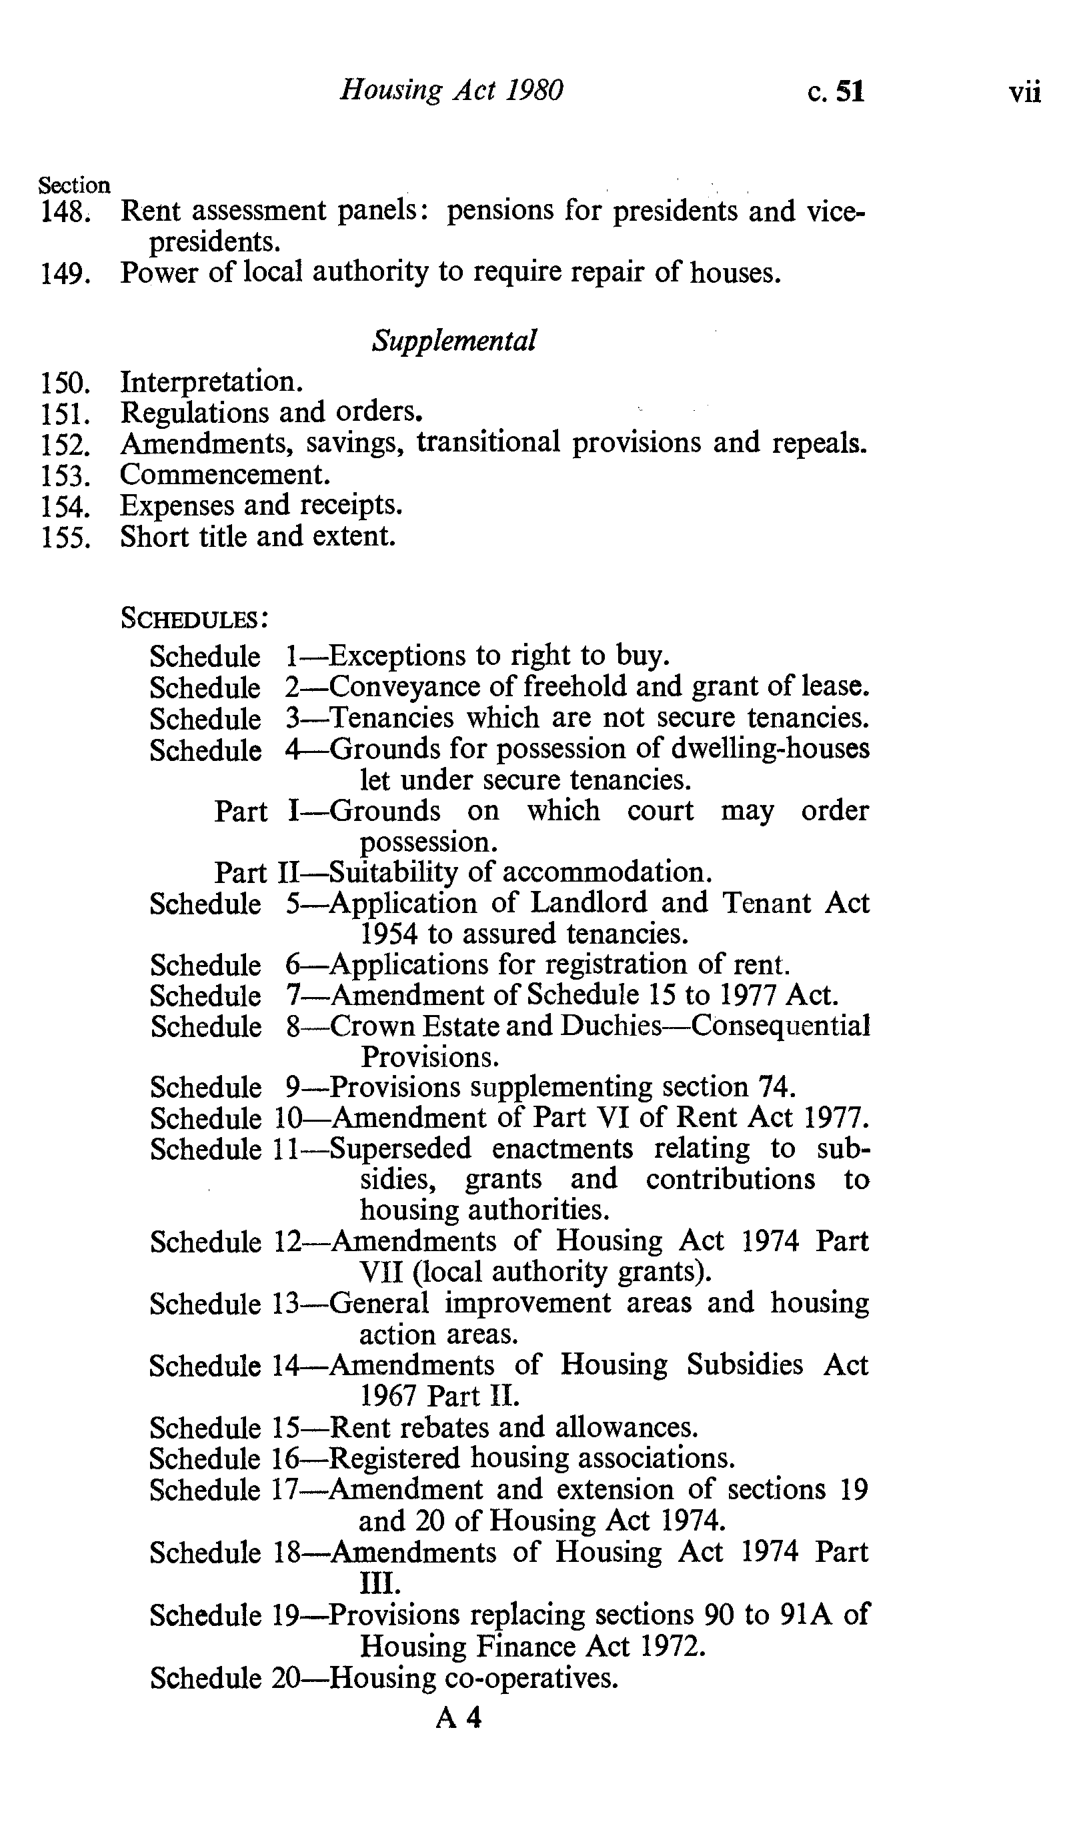 Housing Act 1980 c. 51 vii
Section
148. Rent assessment panels: pensions for presidents and vice-
presidents.
149. Power of local authority to require repair of houses.
Supplemental
150. Interpretation.
151. Regulations and orders.
152. Amendments, savings, transitional provisions and repeals.
153. Commencement.
154. Expenses and receipts.
155. Short title and extent.
SCHEDULES:
Schedule 1—Exceptions to right to buy.
Schedule 2—Conveyance of freehold and grant of lease.
Schedule 3—Tenancies which are not secure tenancies.
Schedule 4—Grounds for possession of dwelling-houses
let under secure tenancies.
Part I—Grounds on which court may order
possession.
Part II—Suitability of accommodation.
Schedule 5—Application of Landlord and Tenant Act
1954 to assured tenancies.
Schedule 6—Applications for registration of rent.
Schedule 7—Amendment of Schedule 15 to 1977 Act.
Schedule 8—Crown Estate and Duchies—Consequential
Provisions.
Schedule 9—Provisions supplementing section 74.
Schedule 10—Amendment of Part VI of Rent Act 1977.
Schedule 11—Superseded enactments relating to sub-
sidies, grants and contributions to
housing authorities.
Schedule 12—Amendments of Housing Act 1974 Part
VII (local authority grants).
Schedule 13—General improvement areas and housing
action areas.
Schedule 14—Amendments of Housing Subsidies Act
1967 Part II.
Schedule 15—Rent rebates and allowances.
Schedule 16—Registered housing associations.
Schedule 17—Amendment and extension of sections 19
and 20 of Housing Act 1974.
Schedule 18—Amendments of Housing Act 1974 Part
III.
Schedule 19—Provisions replacing sections 90 to 91A of
Housing Finance Act 1972.
Schedule 20—Housing co-operatives.
A 4